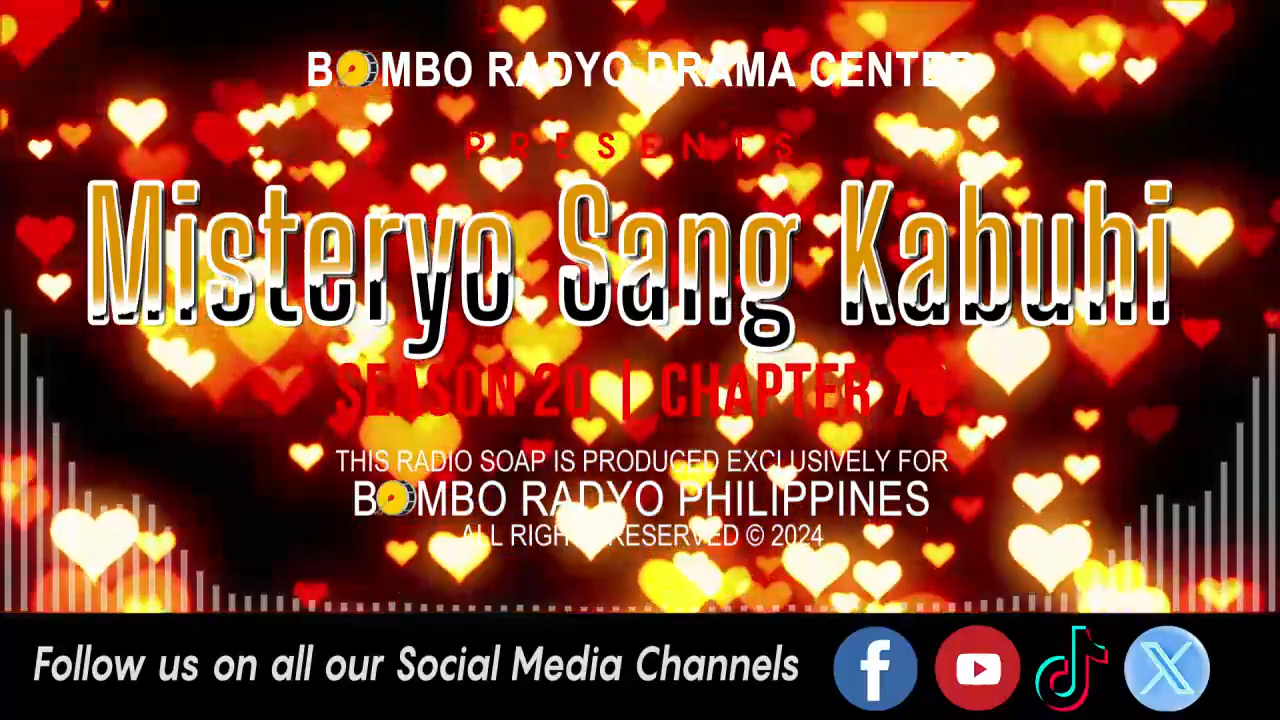 BOMBO RADYO DRAMA CENTER
PRESENTS
Misteryo Sang Kabuhi
SEASON 20 | CHAPTER
THIS RADIO SOAP IS PRODUCED EXCLUSIVELY FOR
BOMBO RADYO PHILIPPINES
ALL RIGHTS RESERVED © 2024
Follow us on all our Social Media Channels